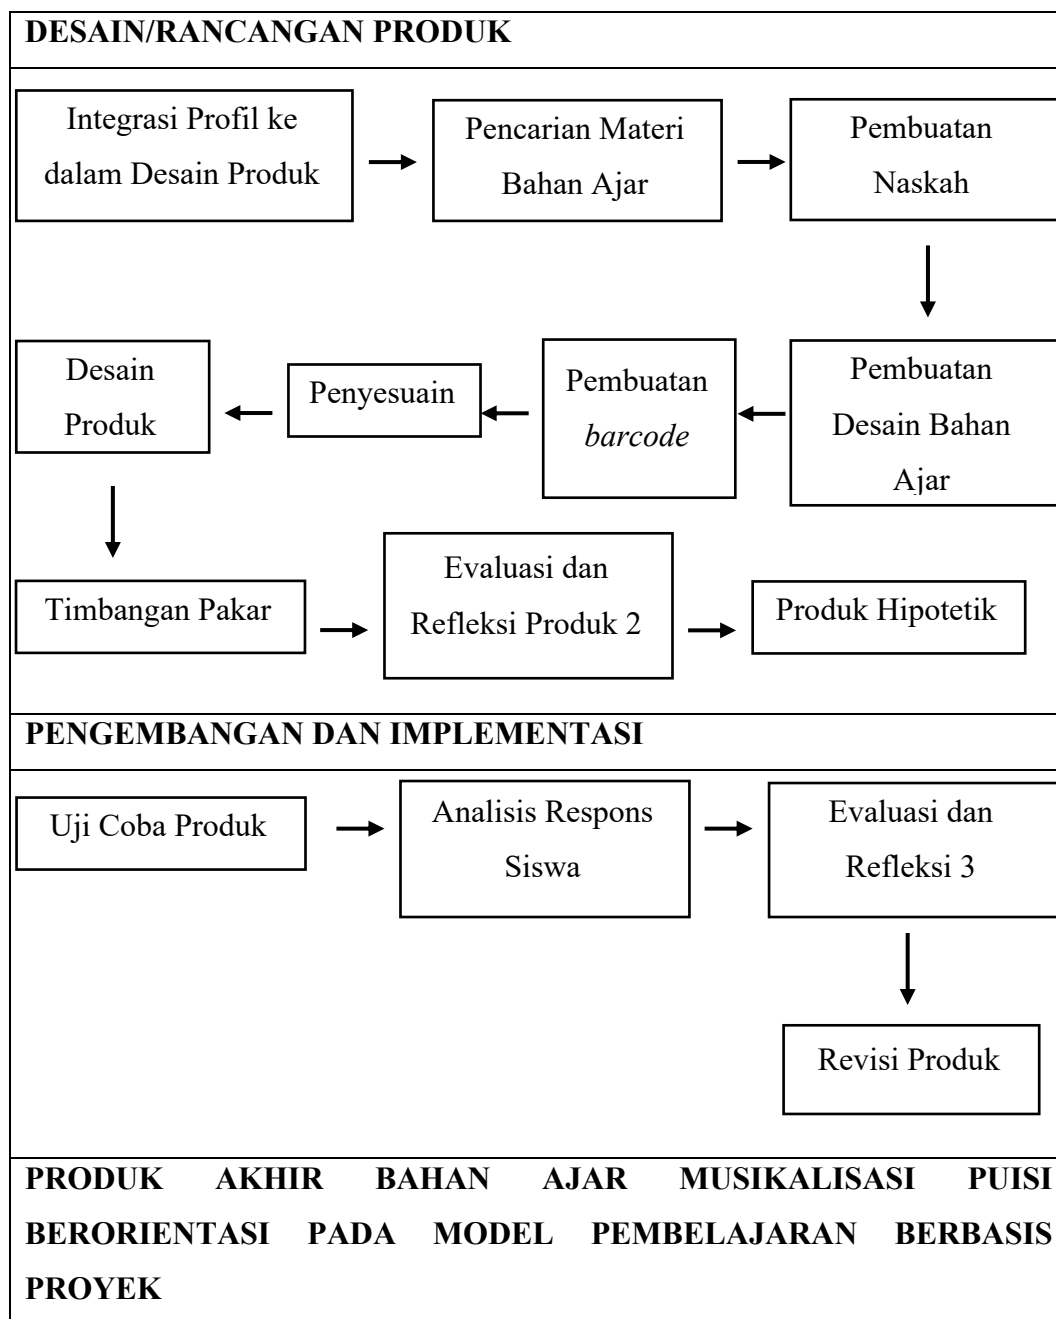 DESAIN/RANCANGAN PRODUK
Integrasi Profil ke
dalam Desain Produk
Pencarian Materi
Bahan Ajar
Pembuatan
Naskah
Pembuatan
Desain Bahan
Ajar
Pembuatan
barcode
Penyesuain
Desain
Produk
Timbangan Pakar
Evaluasi dan
Refleksi Produk 2
Produk Hipotetik
PENGEMBANGAN DAN IMPLEMENTASI
Uji Coba Produk
Analisis Respons
Siswa
Evaluasi dan
Refleksi 3
Revisi Produk
PRODUK AKHIR BAHAN AJAR MUSIKALISASI PUISI
BERORIENTASI PADA MODEL PEMBELAJARAN BERBASIS
PROYEK